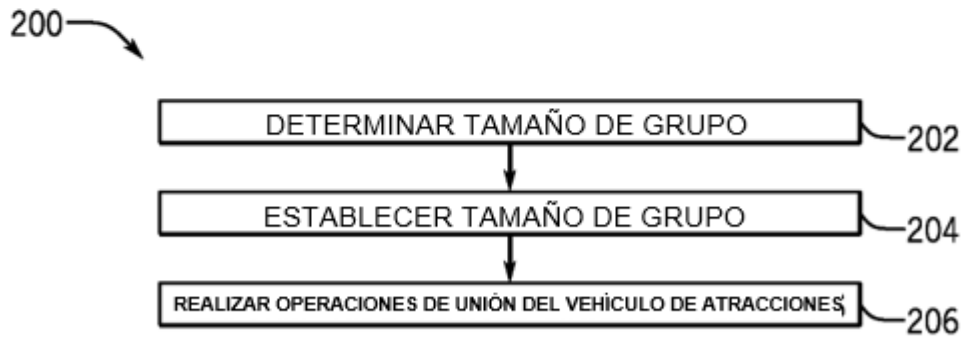 200
DETERMINAR TAMAÑO DE GRUPO
202
ESTABLECER TAMAÑO DE GRUPO
204
REALIZAR OPERACIONES DE UNIÓN DEL VEHÍCULO DE ATRACCIONES
206